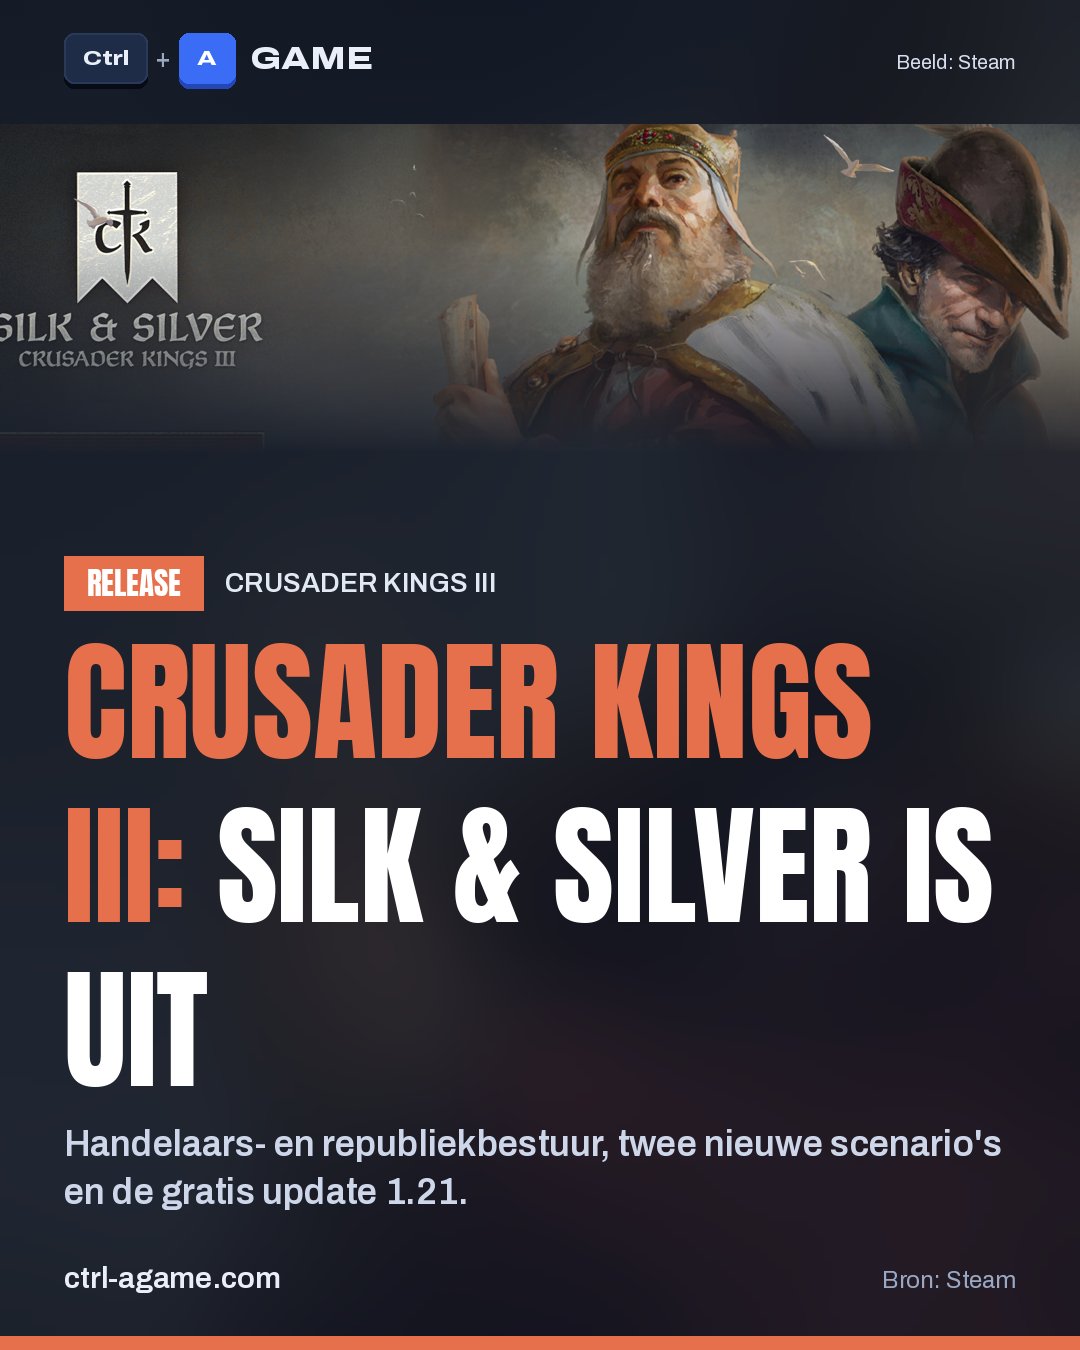 Ctrl + A GAME
Beeld: Steam
CK
SILK & SILVER
CRUSADER KINGS III
RELEASE
CRUSADER KINGS III
CRUSADER KINGS
III: SILK & SILVER IS
UIT
Handelaars- en republiekbestuur, twee nieuwe scenario's
en de gratis update 1.21.
ctrl-agame.com
Bron: Steam